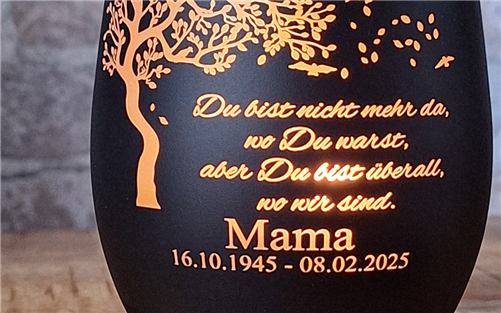 Du bist nicht mehr da,
wo Du warst,
aber Du bist überall,
wo wir sind.
Mama
16.10.1945 - 08.02.2025